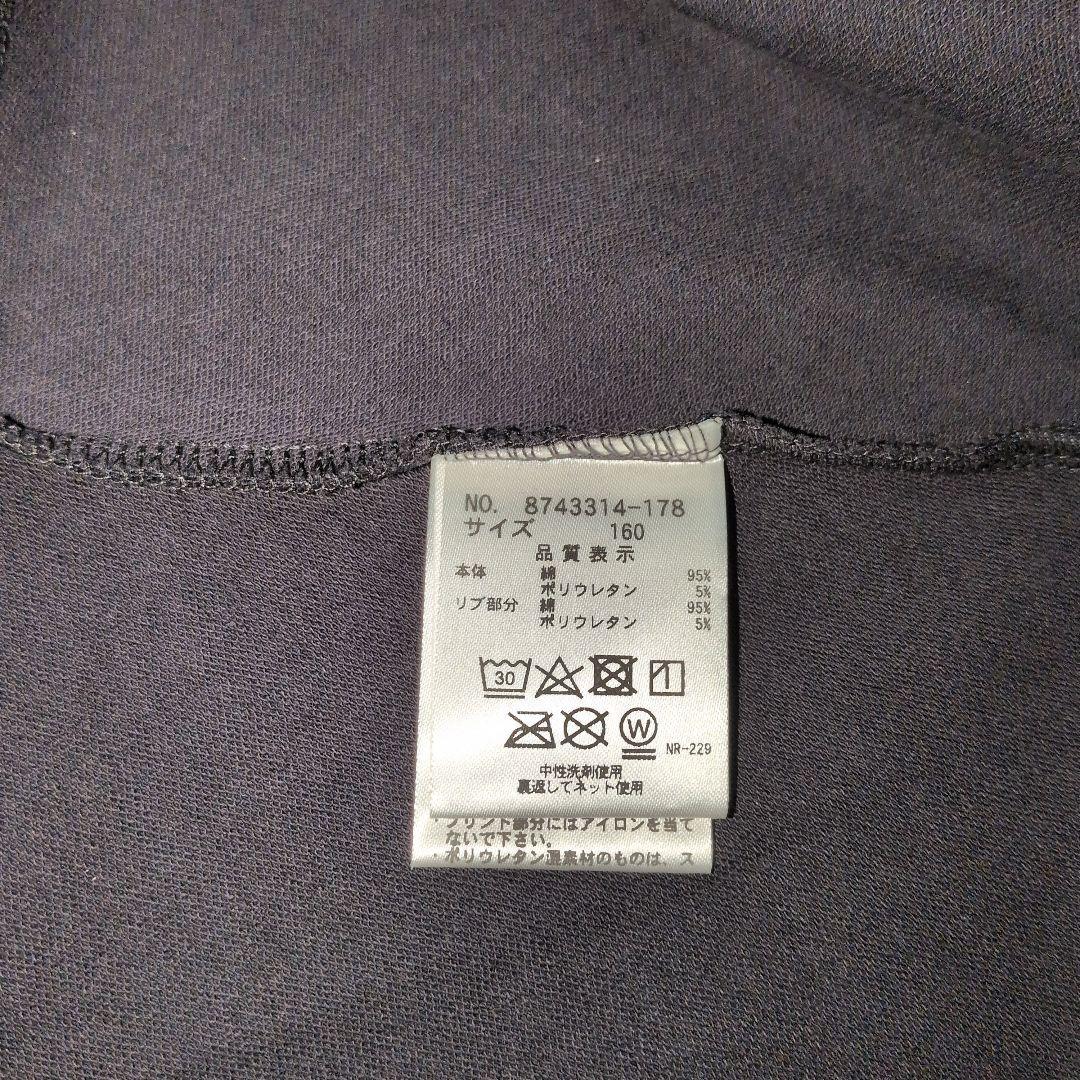 NO. 8743314-178
サイズ 160
品質表示
本体 綿 95%
ポリウレタン 5%
リブ部分 綿 95%
ポリウレタン 5%
30
W
NR-229
中性洗剤使用
裏返してネット使用
・プリント部分にはアイロンを当て
ないで下さい。
・ポリウレタン混素材のものは、ス